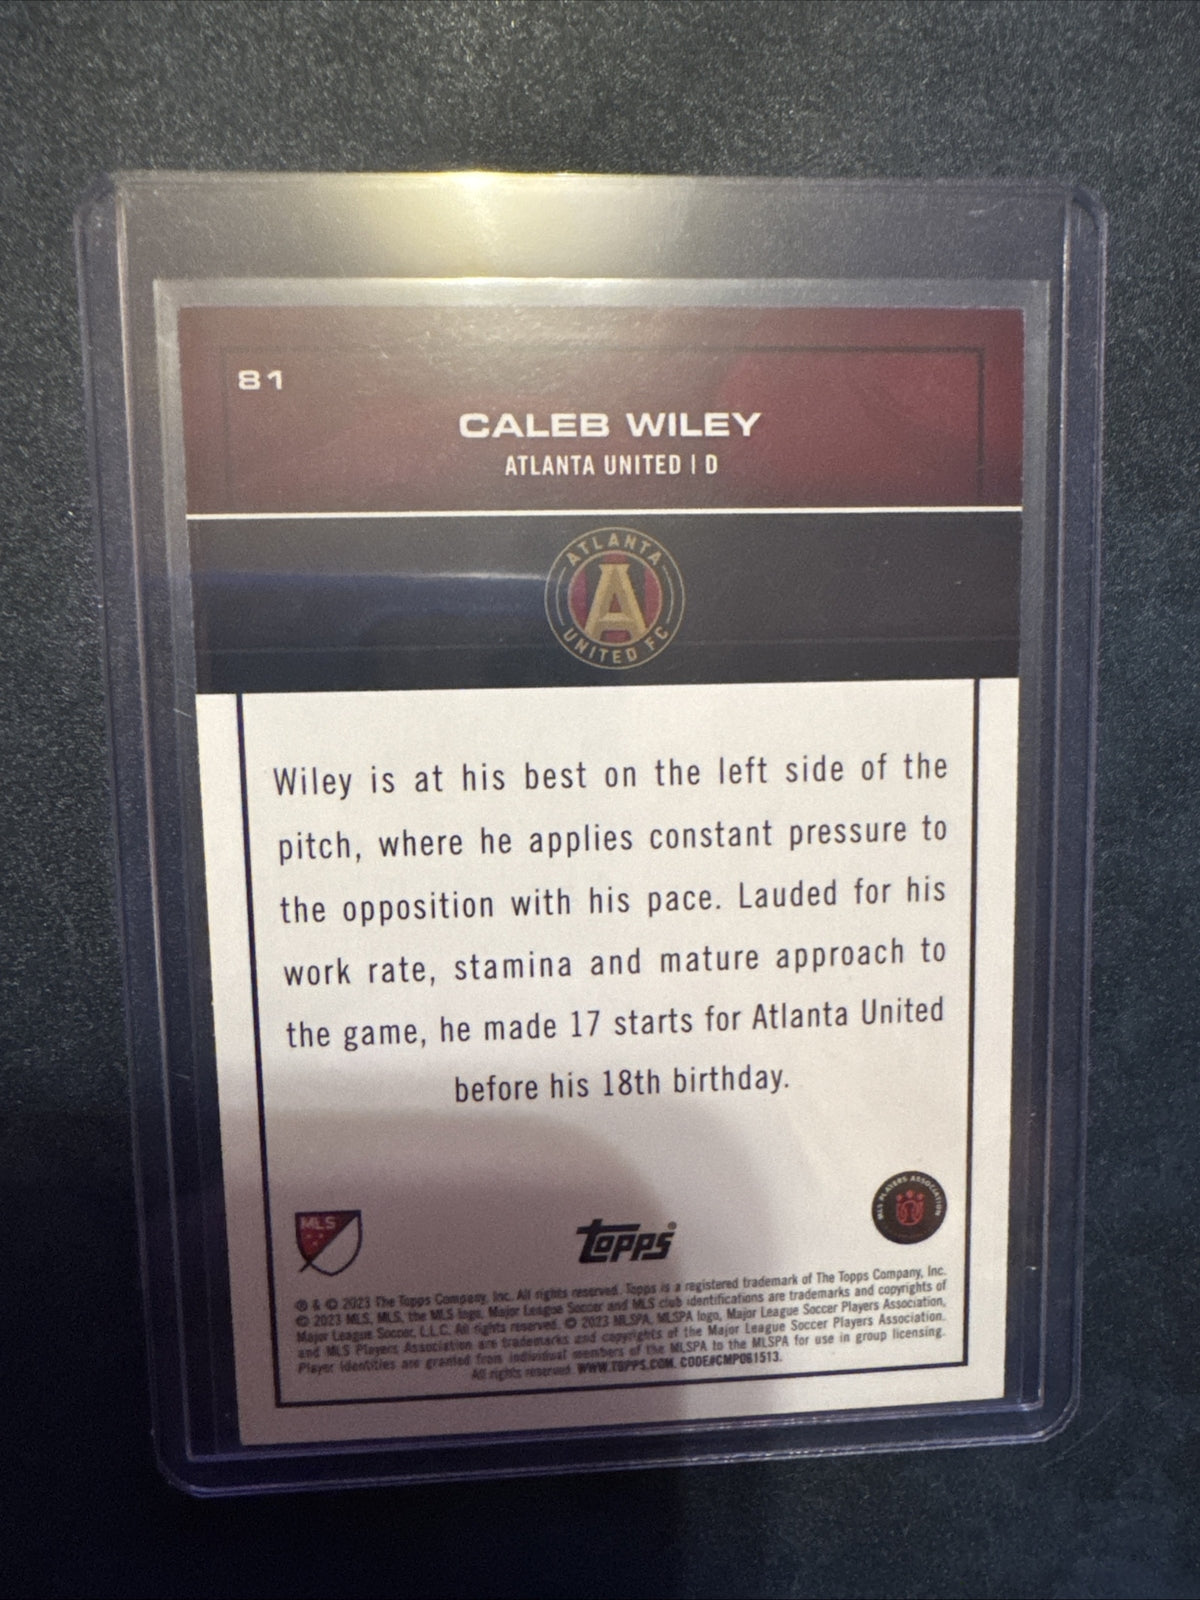 81
CALEB WILEY
ATLANTA UNITED | D
ATLANTA
A
UNITED FC
Wiley is at his best on the left side of the
pitch, where he applies constant pressure to
the opposition with his pace. Lauded for his
work rate, stamina and mature approach to
the game, he made 17 starts for Atlanta United
before his 18th birthday.
MLS
Topps®
MLS PLAYERS ASSOCIATION
® & © 2023 The Topps Company, Inc. All rights reserved. Topps is a registered trademark of The Topps Company, Inc.
© 2023 MLS. MLS, the MLS logo, Major League Soccer and MLS club identifications are trademarks and copyrights of
Major League Soccer, L.L.C. All rights reserved. © 2023 MLSPA. MLSPA logo, Major League Soccer Players Association,
and MLS Players Association are trademarks and copyrights of the Major League Soccer Players Association.
Player identities are granted from individual members of the MLSPA to the MLSPA for use in group licensing.
All rights reserved. WWW.TOPPS.COM. CODE#CMP061513.